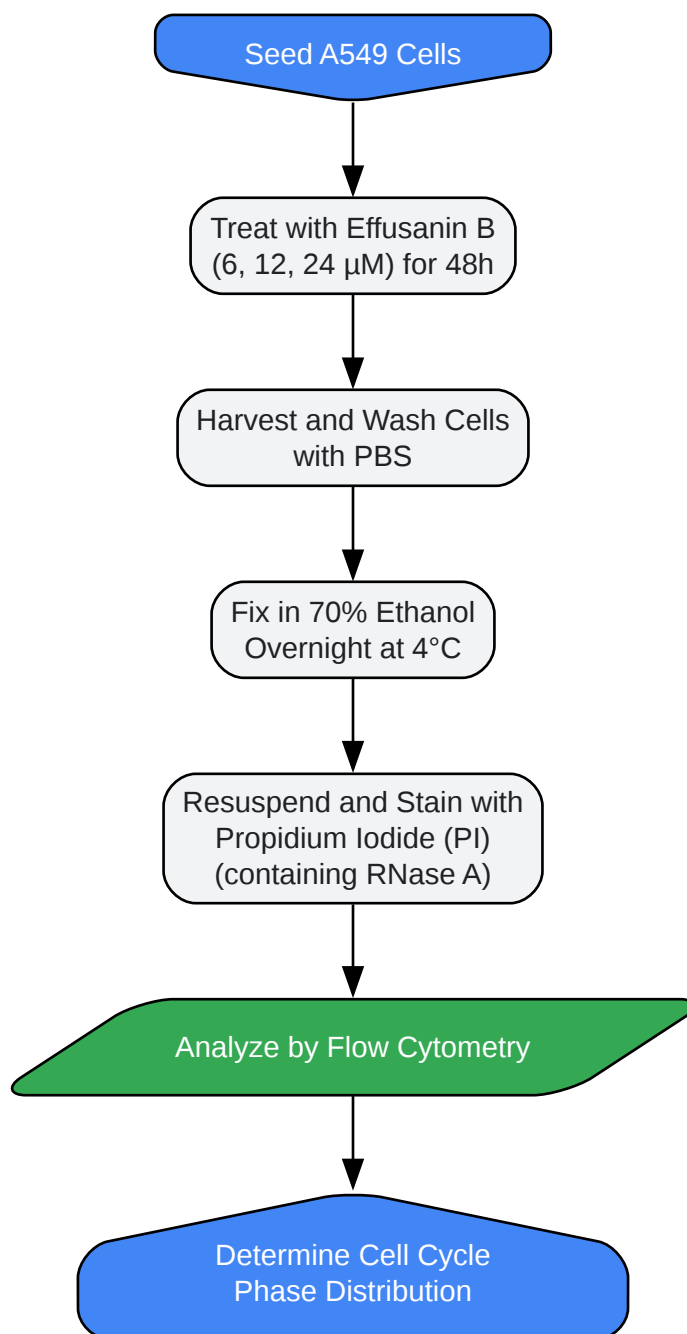 Seed A549 Cells
Treat with Effusanin B
(6, 12, 24 µM) for 48h
Harvest and Wash Cells
with PBS
Fix in 70% Ethanol
Overnight at 4°C
Resuspend and Stain with
Propidium Iodide (PI)
(containing RNase A)
Analyze by Flow Cytometry
Determine Cell Cycle
Phase Distribution